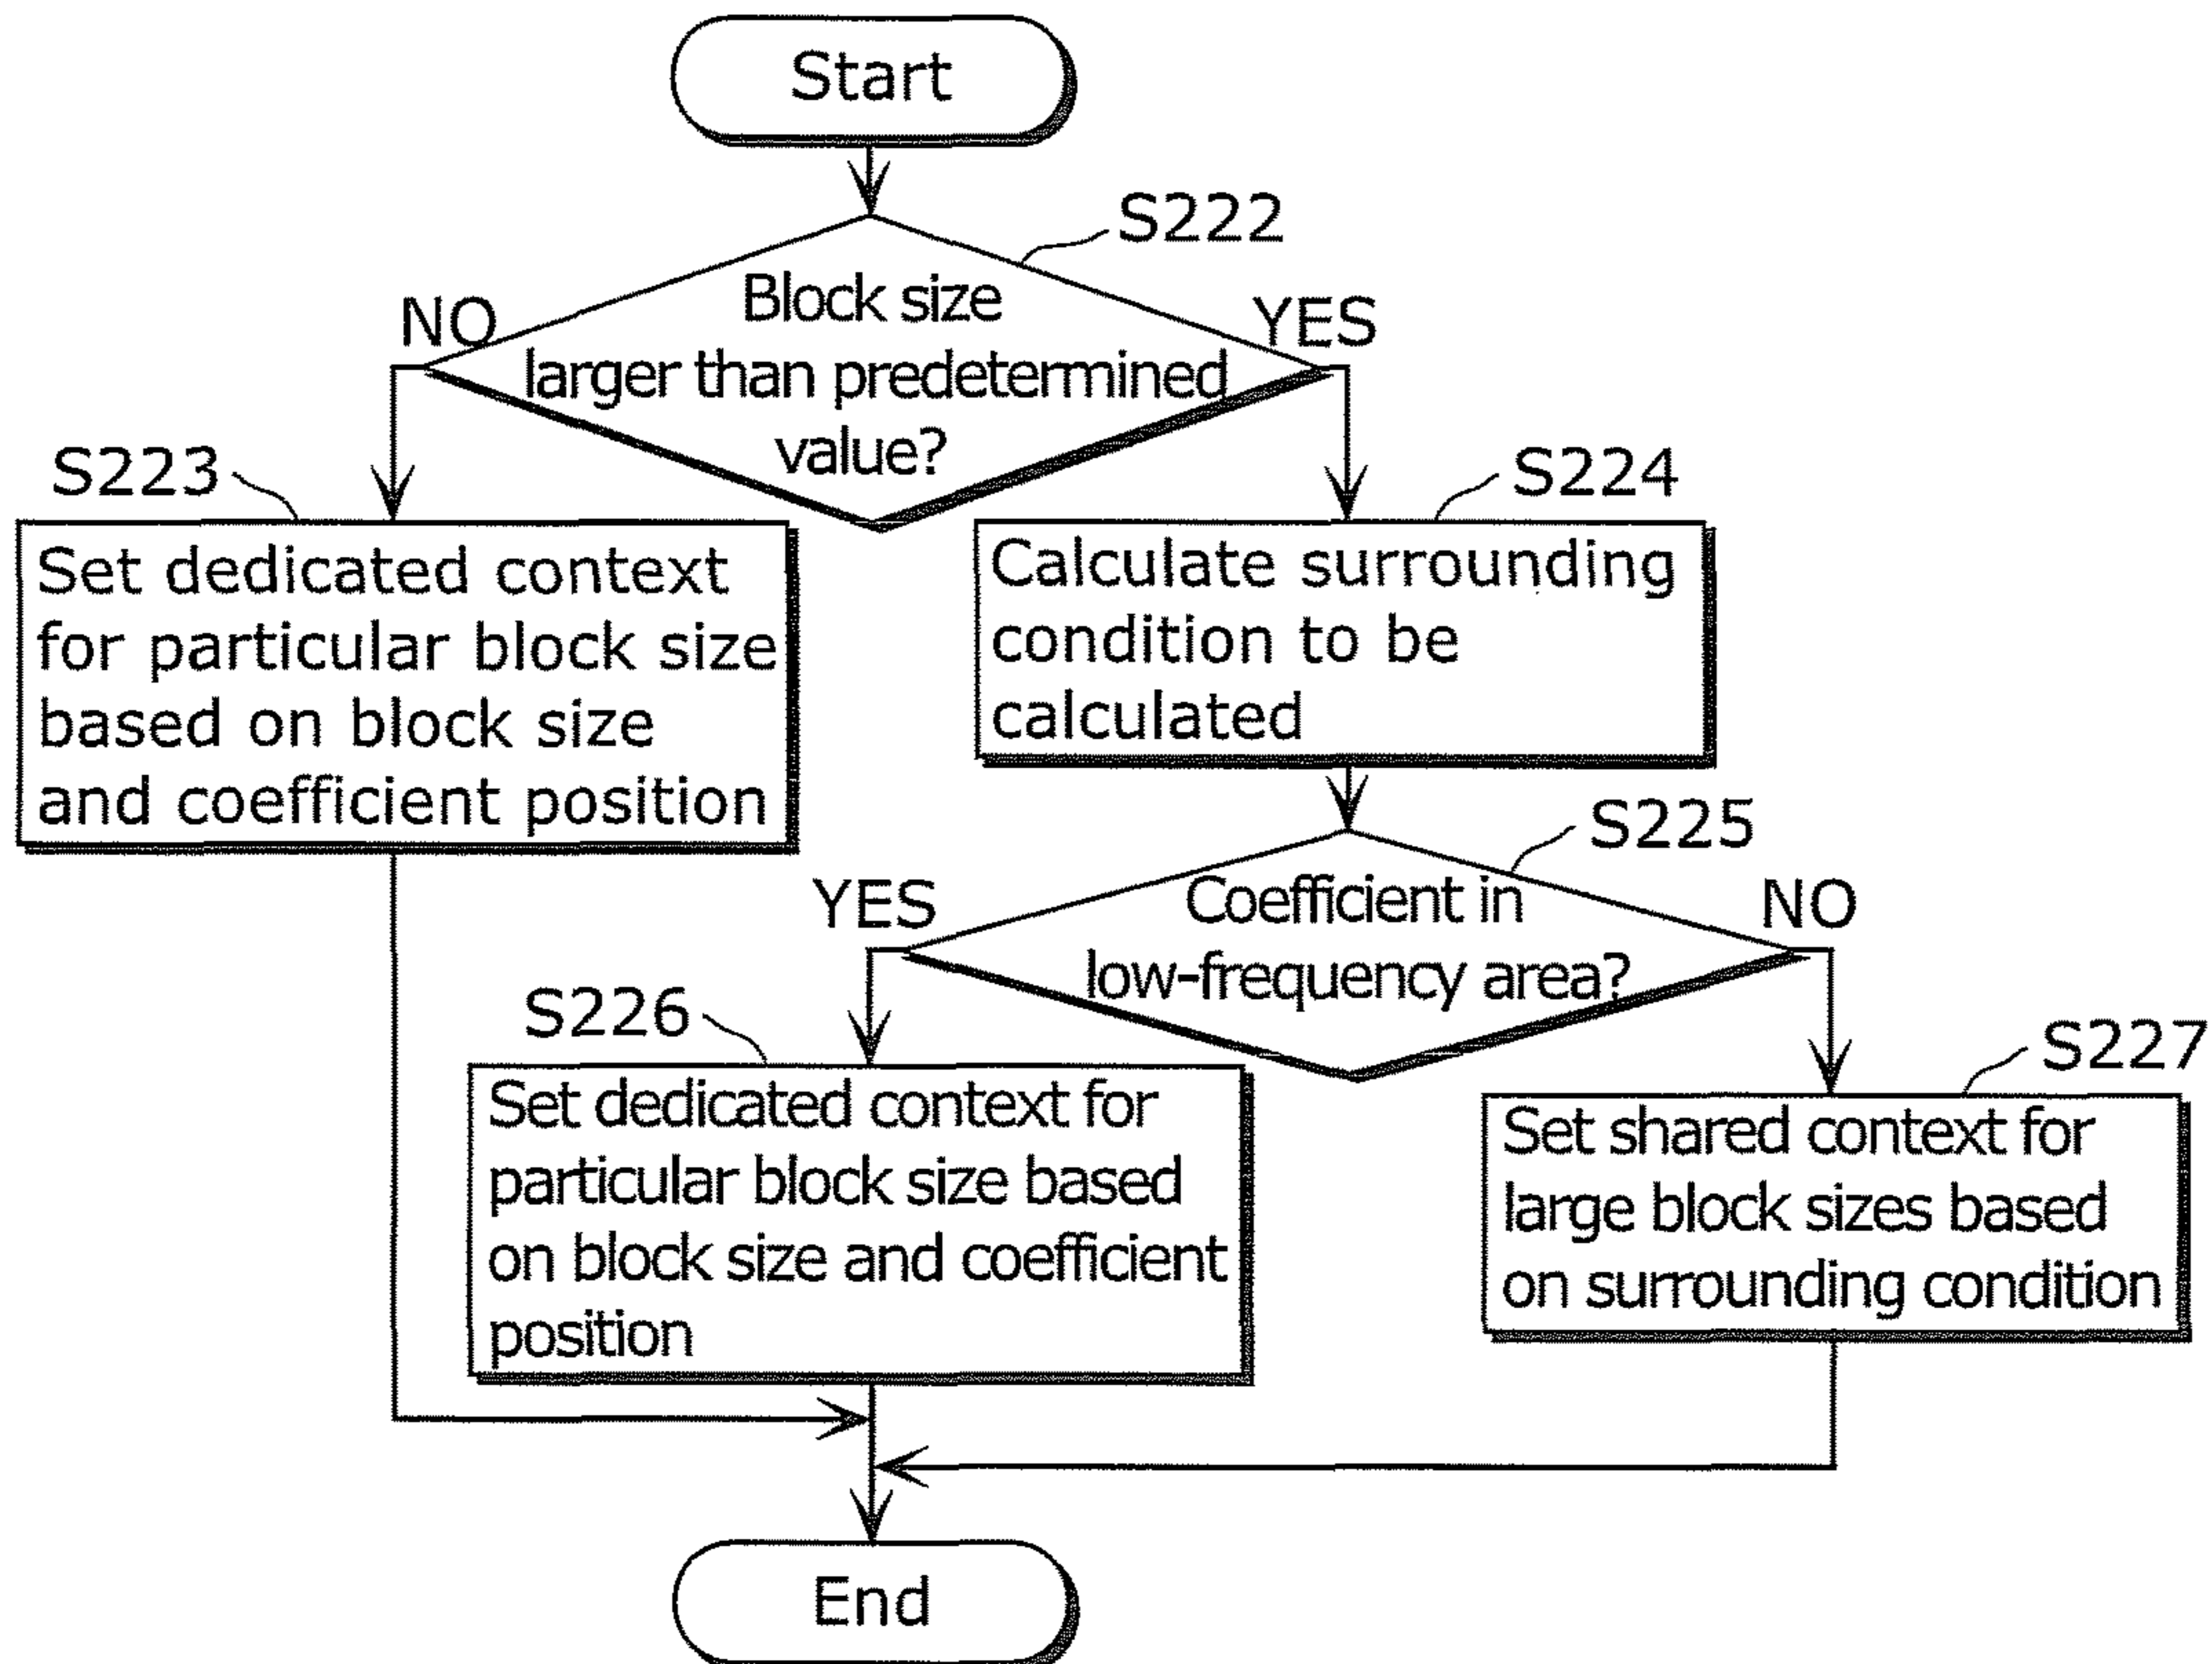 Start
S222
Block size
larger than predetermined
value?
NO
YES
S223
Set dedicated context
for particular block size
based on block size
and coefficient position
S224
Calculate surrounding
condition to be
calculated
S225
Coefficient in
low-frequency area?
YES
NO
S226
Set dedicated context for
particular block size based
on block size and coefficient
position
S227
Set shared context for
large block sizes based
on surrounding condition
End